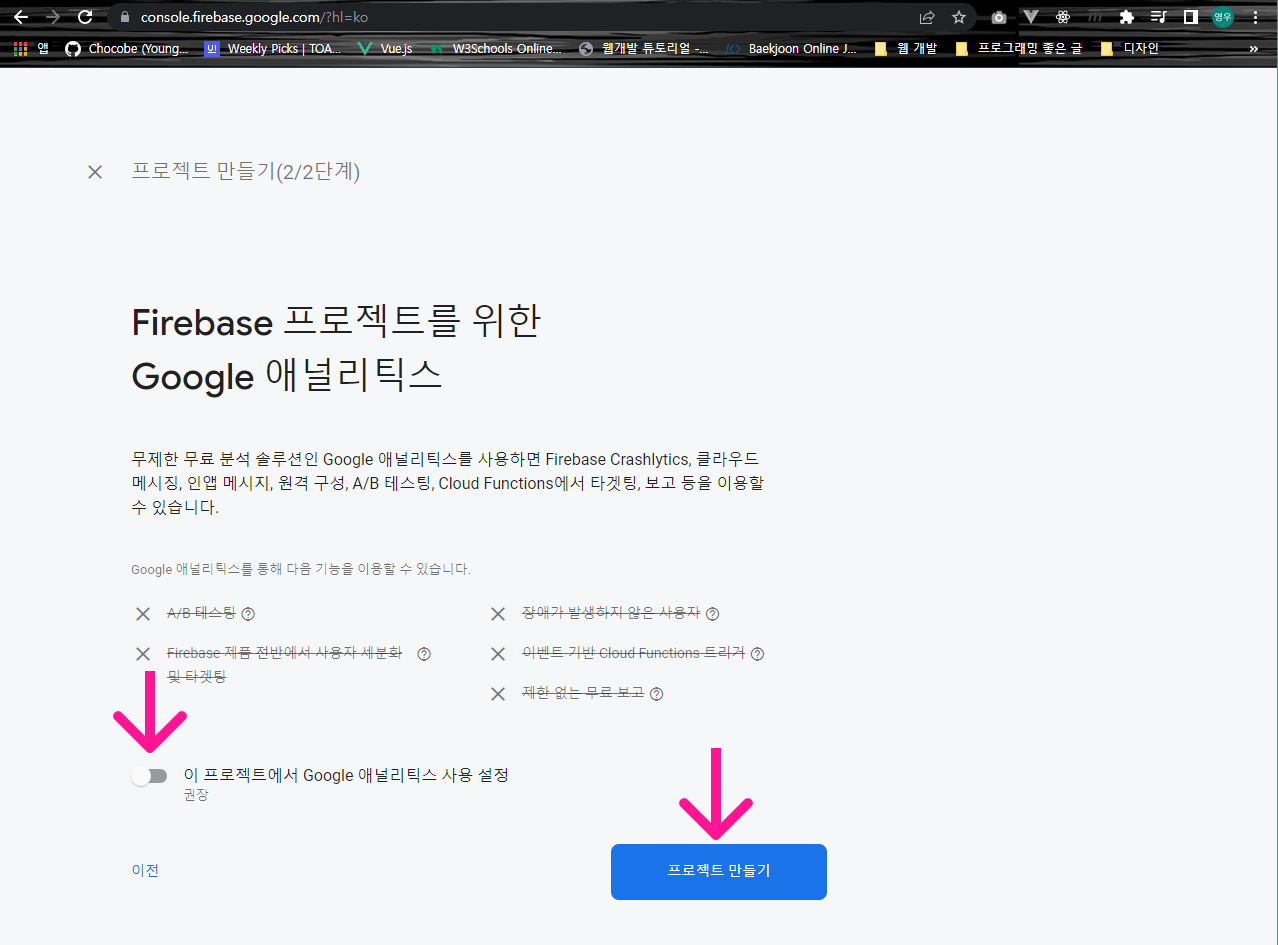 console.firebase.google.com/?hl=ko
영우
앱
Chocobe (Young...
UI
Weekly Picks | TOA...
Vue.js
W3Schools Online...
웹개발 튜토리얼 -...
Baekjoon Online J...
웹 개발
프로그래밍 좋은 글
디자인
»
프로젝트 만들기(2/2단계)
Firebase 프로젝트를 위한
Google 애널리틱스
무제한 무료 분석 솔루션인 Google 애널리틱스를 사용하면 Firebase Crashlytics, 클라우드
메시징, 인앱 메시지, 원격 구성, A/B 테스팅, Cloud Functions에서 타겟팅, 보고 등을 이용할
수 있습니다.
Google 애널리틱스를 통해 다음 기능을 이용할 수 있습니다.
A/B 테스팅
장애가 발생하지 않은 사용자
Firebase 제품 전반에서 사용자 세분화
및 타겟팅
이벤트 기반 Cloud Functions 트리거
제한 없는 무료 보고
이 프로젝트에서 Google 애널리틱스 사용 설정
권장
이전
프로젝트 만들기